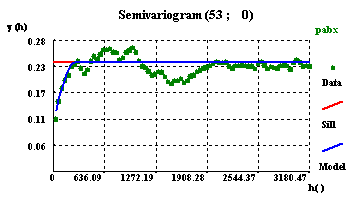 Semivariogram (53 ; 0)
γ (h)
pabx
0.28
0.23
0.17
0.11
0.06
Data
Sill
Model
0 636.09 1272.19 1908.28 2544.37 3180.47
h( )